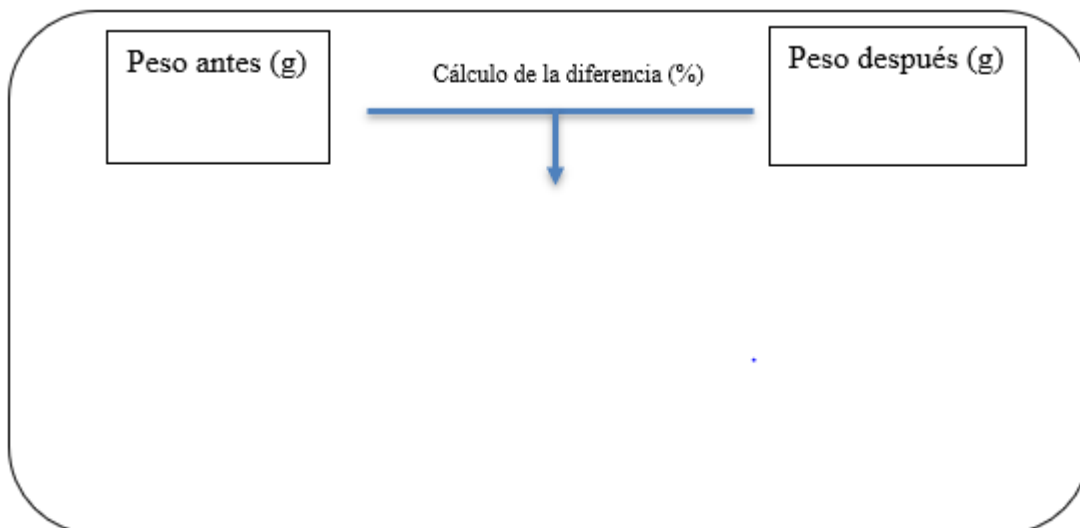 Peso antes (g)
Cálculo de la diferencia (%)
Peso después (g)